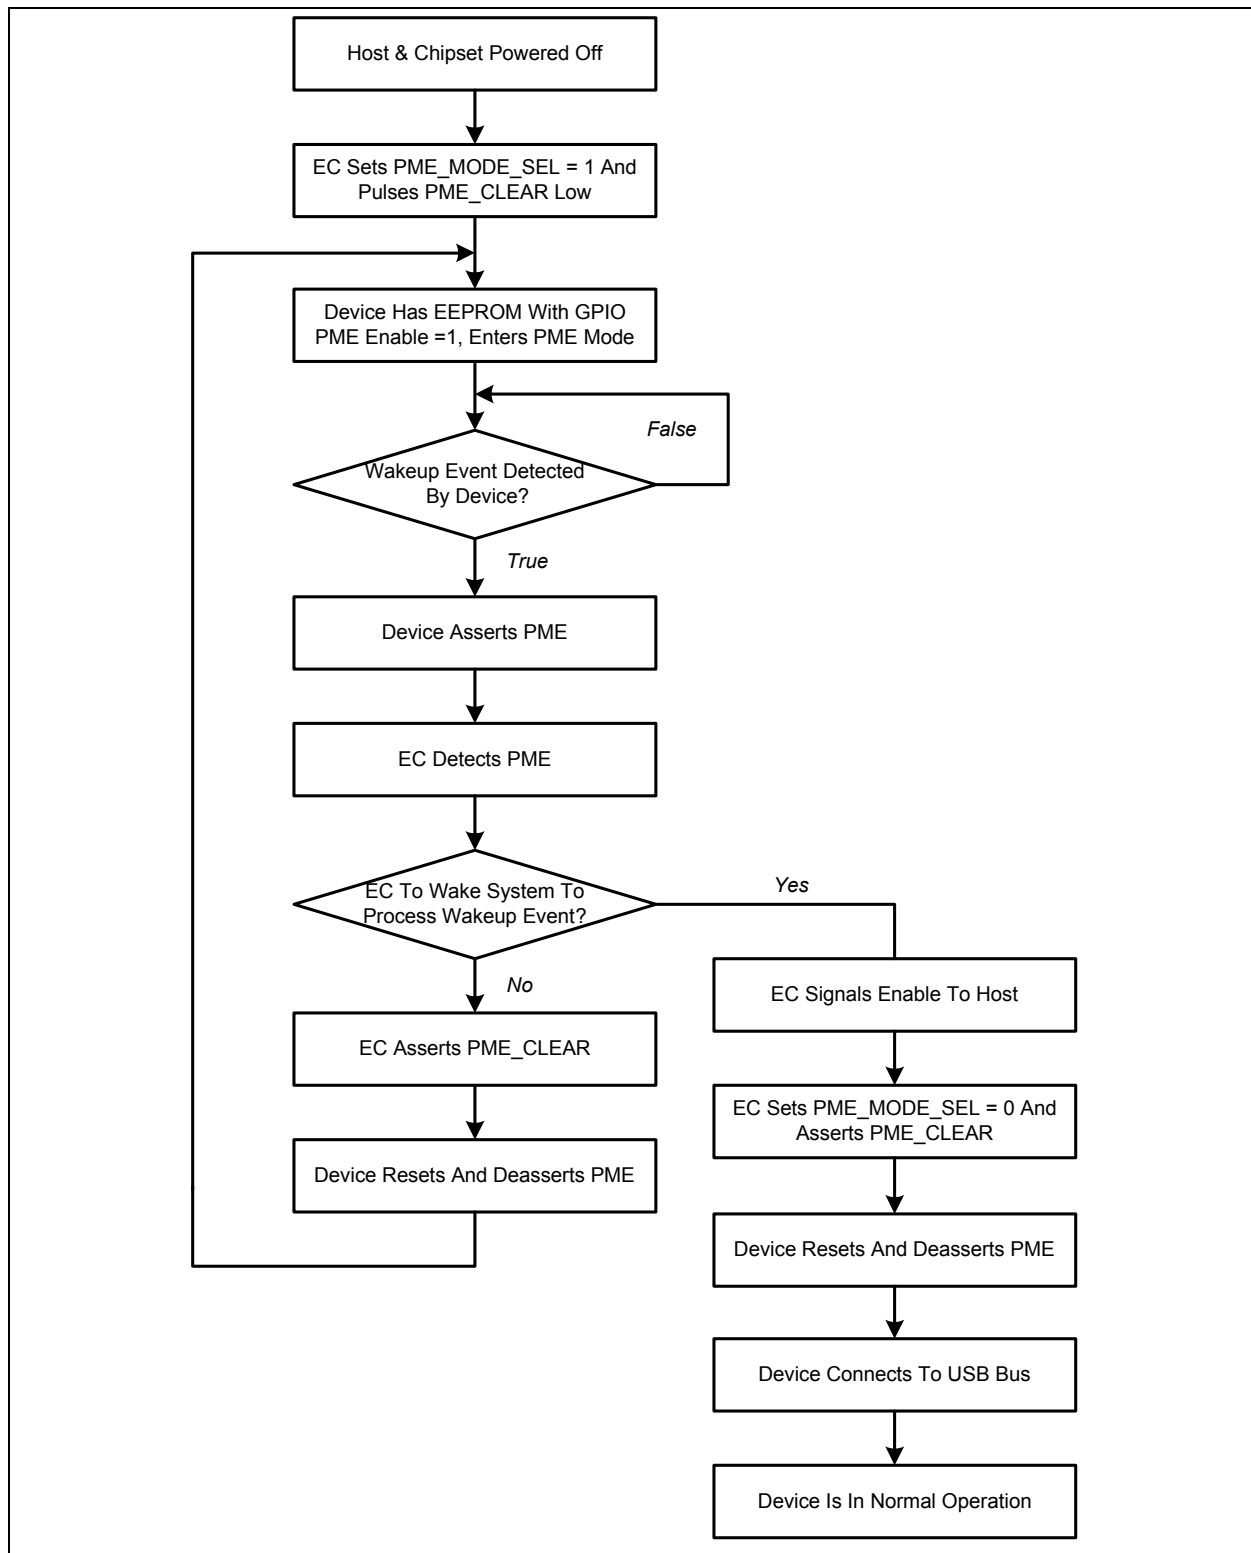 Host & Chipset Powered Off
EC Sets PME_MODE_SEL = 1 And
Pulses PME_CLEAR Low
Device Has EEPROM With GPIO
PME Enable =1, Enters PME Mode
False
Wakeup Event Detected
By Device?
True
Device Asserts PME
EC Detects PME
EC To Wake System To
Process Wakeup Event?
Yes
No
EC Signals Enable To Host
EC Asserts PME_CLEAR
EC Sets PME_MODE_SEL = 0 And
Asserts PME_CLEAR
Device Resets And Deasserts PME
Device Resets And Deasserts PME
Device Connects To USB Bus
Device Is In Normal Operation